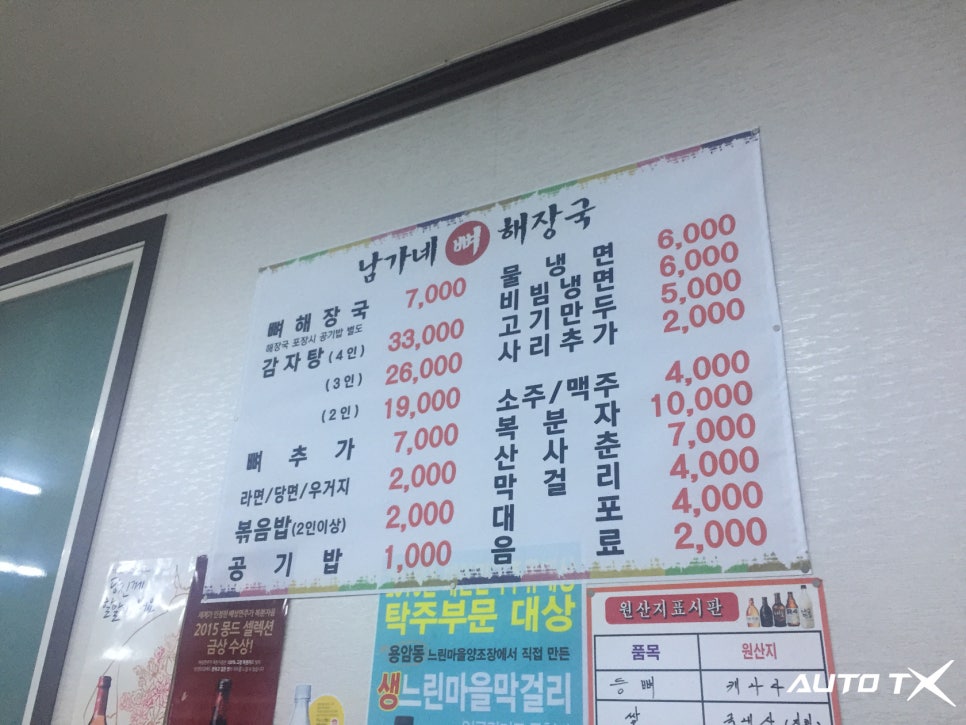 남가네 뼈 해장국
뼈해장국 7,000
해장국 포장시 공기밥 별도
감자탕 (4인) 33,000
(3인) 26,000
(2인) 19,000
뼈추가 7,000
라면/당면/우거지 2,000
볶음밥(2인이상) 2,000
공기밥 1,000
물냉면 6,000
비빔냉면 6,000
고기만두 5,000
사리추가 2,000
소주/맥주 4,000
복분자 10,000
산사춘 7,000
막걸리 4,000
대포 4,000
음료 2,000
2015 몽드 셀렉션
금상 수상!
탁주부문 대상
응암동 느린마을양조장에서 직접 만든
생느린마을막걸리
원산지표시판
품목 원산지
등뼈 캐나다
쌀
AUTO TX